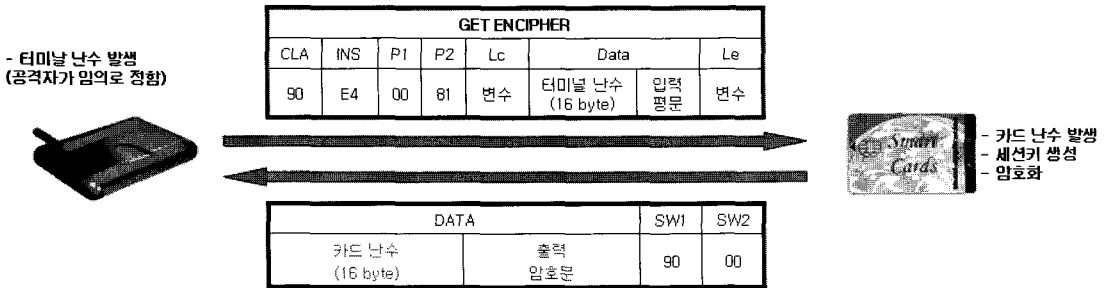 GET ENCIPHER
CLA INS P1 P2 Lc Data Le
90 E4 00 81 변수 터미널 난수 (16 byte) 입력 평문 변수
- 터미날 난수 발생
(공격자가 임의로 정함)
Smart
Cards
- 카드 난수 발생
- 세션키 생성
- 암호화
DATA SW1 SW2
카드 난수 (16 byte) 출력 암호문 90 00